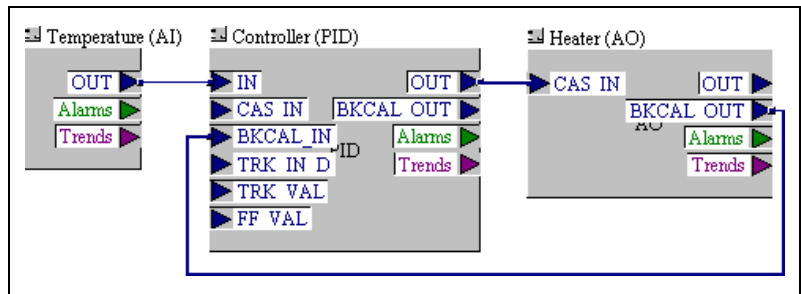 Temperature (AI)
OUT
Alarms
Trends
Controller (PID)
IN
CAS IN
BKCAL_IN
TRK IN D
TRK VAL
FF VAL
OUT
BKCAL OUT
Alarms
Trends
PID
Heater (AO)
CAS IN
OUT
BKCAL OUT
AO
Alarms
Trends